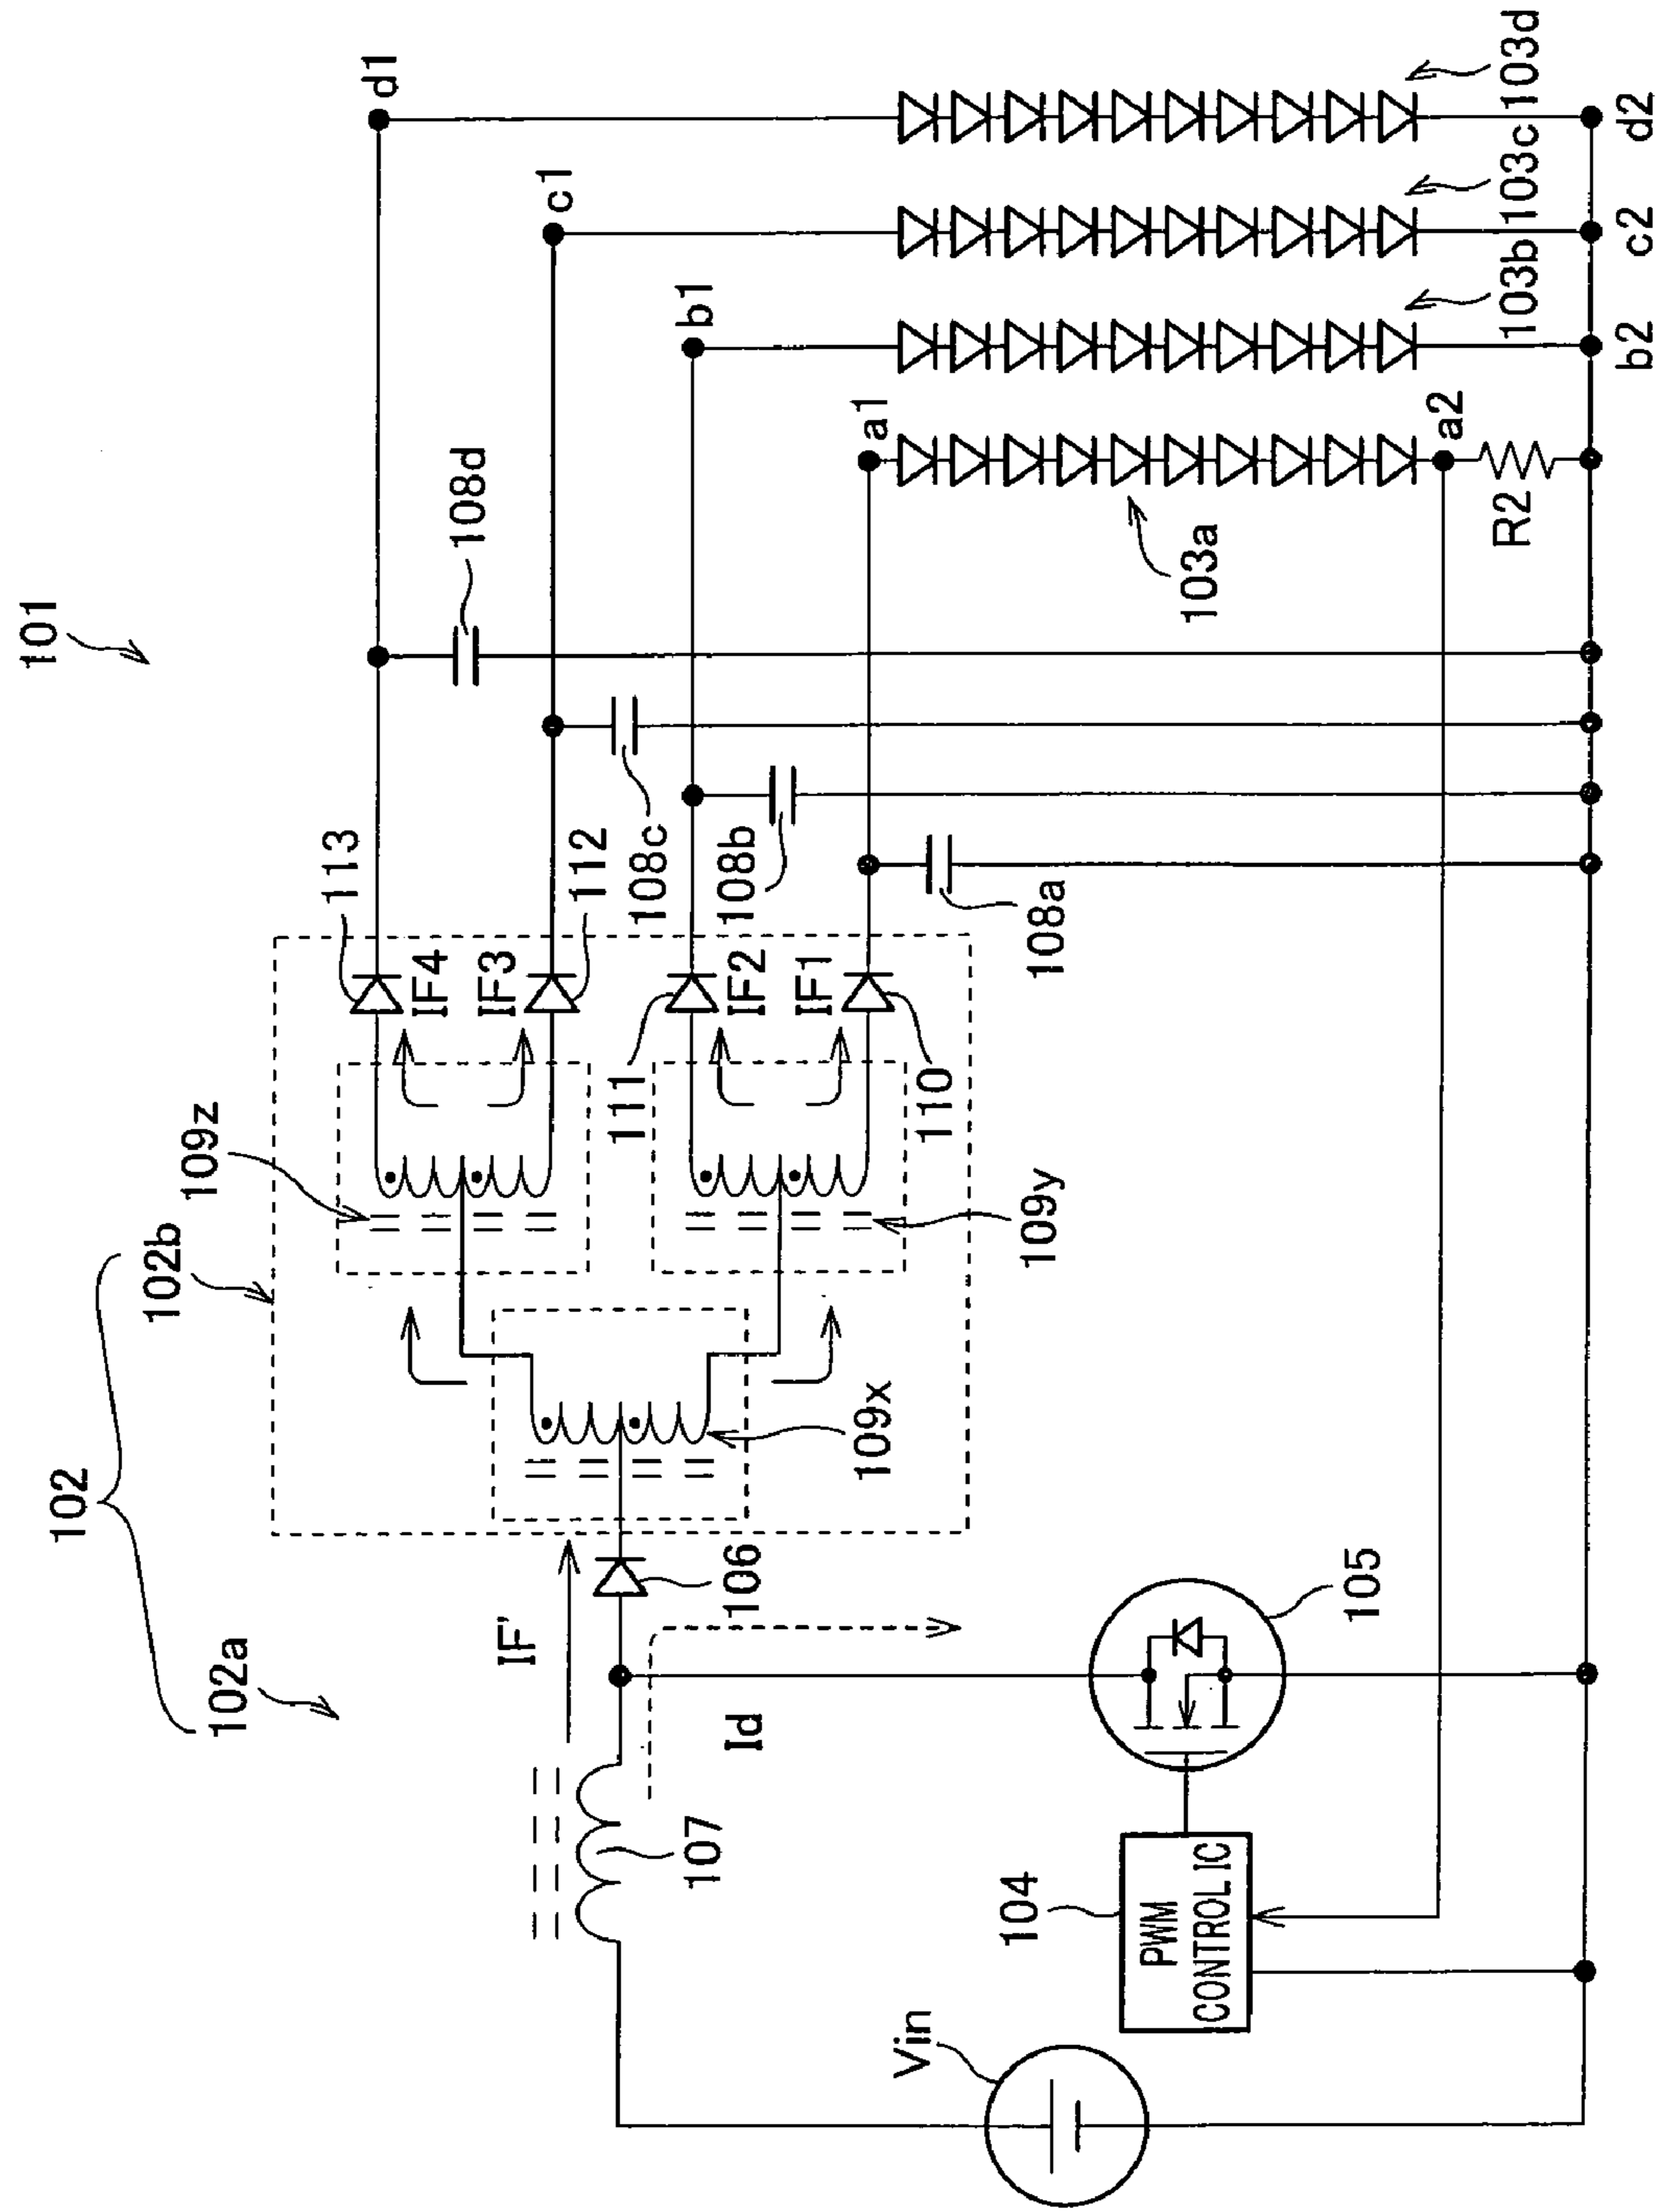 101
102
102a
102b
109z
113
108d
d1
c1
b1
a1
IF4
IF3
112
108c
111
IF2
108b
IF1
110
108a
109y
109x
IF'
106
Id
107
105
104
PWM
CONTROL IC
Vin
103a
a2
R2
103b
103c
103d
b2
c2
d2